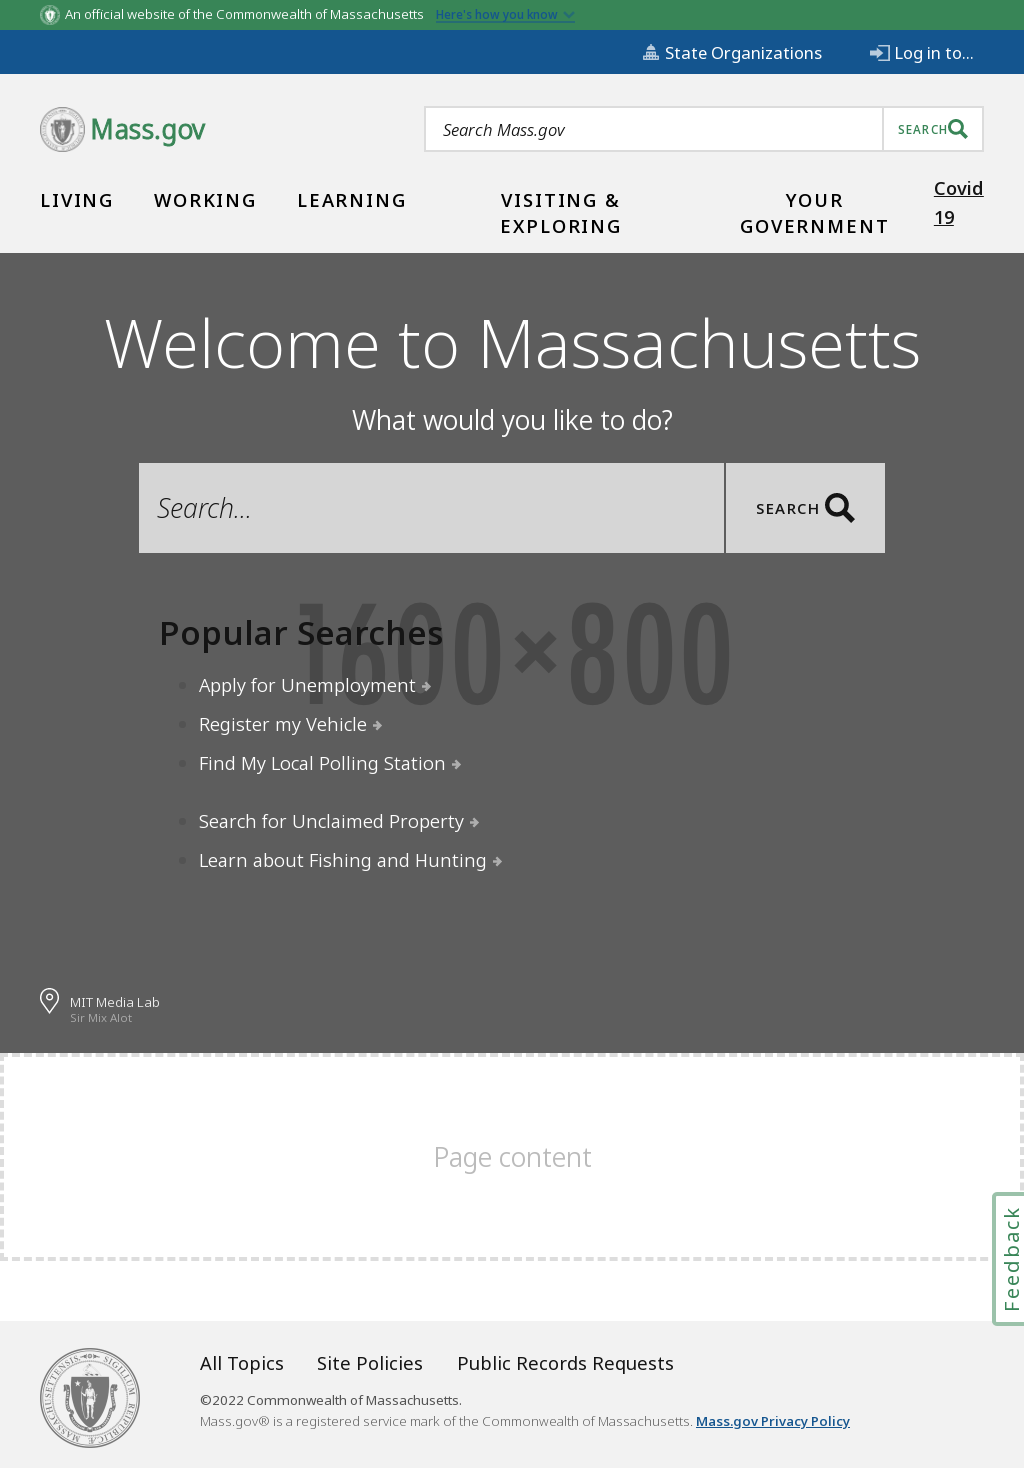 An official website of the Commonwealth of Massachusetts Here's how you know
State Organizations Log in to...
Mass.gov
Search Mass.gov SEARCH
LIVING WORKING LEARNING VISITING & EXPLORING YOUR GOVERNMENT Covid 19
Welcome to Massachusetts
What would you like to do?
Search... SEARCH
1600×800
Popular Searches
Apply for Unemployment
Register my Vehicle
Find My Local Polling Station
Search for Unclaimed Property
Learn about Fishing and Hunting
MIT Media Lab
Sir Mix Alot
Page content
Feedback
All Topics Site Policies Public Records Requests
©2022 Commonwealth of Massachusetts.
Mass.gov® is a registered service mark of the Commonwealth of Massachusetts. Mass.gov Privacy Policy